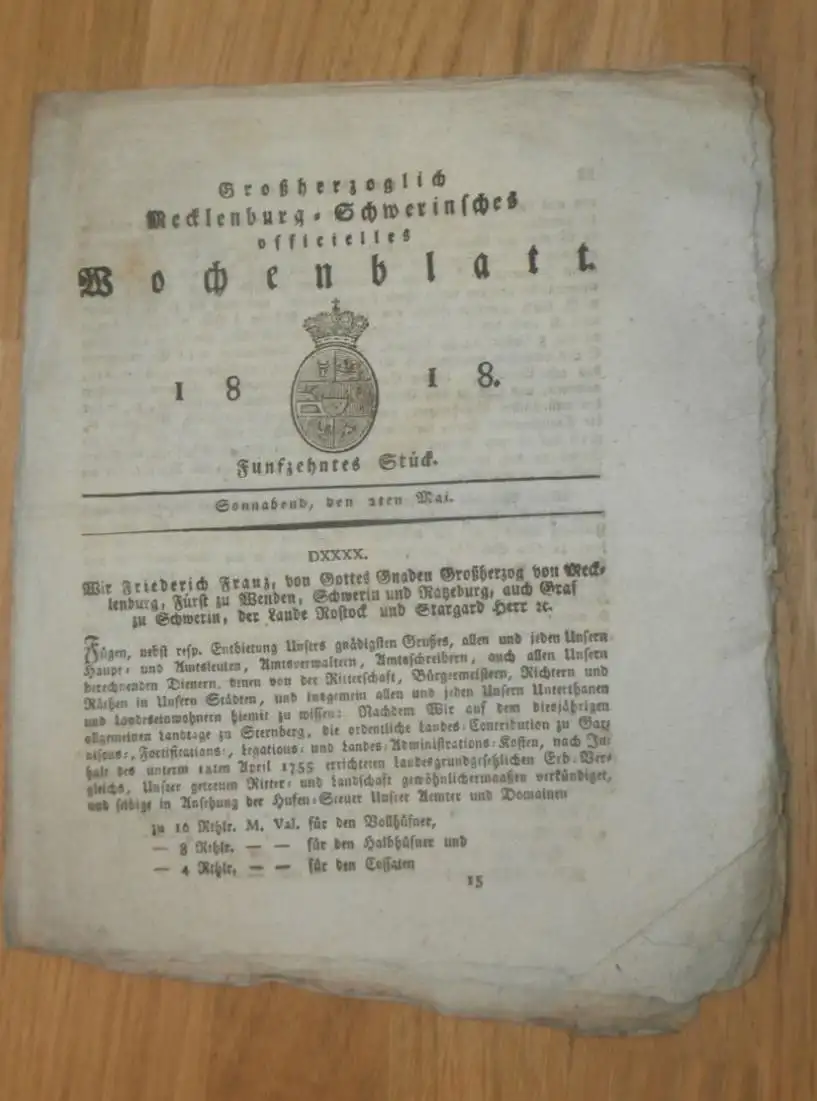 Großherzoglich
Mecklenburg-Schwerinsches
officielles
Wochenblatt.
1818.
Funfzehntes Stück.
Sonnabend, den 2ten Mai.
DXXXX.
Wir Friederich Franz, von Gottes Gnaden Großherzog von Meck-
lenburg, Fürst zu Wenden, Schwerin und Ratzeburg, auch Graf
zu Schwerin, der Lande Rostock und Stargard Herr ꝛc.
Fügen, nebst resp. Entbietung Unsers gnädigsten Grußes, allen und jeden Unsern
Haupt- und Amtsleuten, Amtsverwaltern, Amtsschreibern, auch allen Unsern
berechnenden Dienern, denen von der Ritterschaft, Bürgermeistern, Richtern und
Räthen in Unsern Städten, und insgemein allen und jeden Unsern Unterthanen
und Landeseinwohnern hiemit zu wissen: Nachdem Wir auf dem diesjährigen
allgemeinen Landtage zu Sternberg, die ordentliche Landes-Contribution zu Gar-
nisons-, Fortifications-, Legations- und Landes-Administrations-Kosten, nach In-
halt des unterm 18ten April 1755 errichteten Landesgrundgesetzlichen Erb-Ver-
gleichs, Unsrer getreuen Ritter- und Landschaft gewöhnlichermaaßen verkündiget,
und selbige in Ansehung der Hufen-Steuer Unsrer Aemter und Domainen
zu 16 Rthlr. M. Val. für den Vollhüfner,
— 8 Rthlr. — — für den Halbhüfner und
— 4 Rthlr. — — für den Cossaten
15